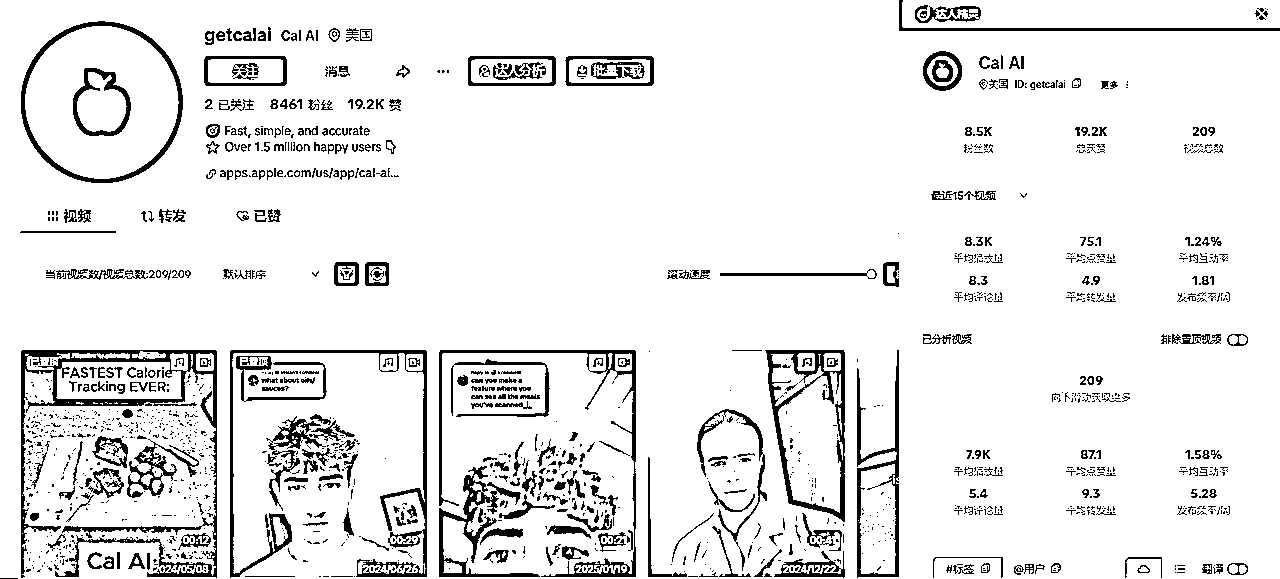 getcalai Cal AI 美国
关注 消息 达人分析 批量下载
2 已关注 8461 粉丝 19.2K 赞
Fast, simple, and accurate
Over 1.5 million happy users
apps.apple.com/us/app/cal-ai...
视频 转发 已赞
当前视频数/视频总数:209/209 默认排序 滚动速度
FASTEST Calorie
Tracking EVER:
Cal AI
2024/05/08
00:12
已置顶
what about oils/
sauces?
00:29
2024/04/26
can you make a
feature where you
can see all the meals
you've scanned
00:21
2025/01/19
2024/12/22
达人精灵
Cal AI
美国 ID: getcalai 更多
8.5K 19.2K 209
粉丝数 总获赞 视频总数
最近15个视频
8.3K 75.1 1.24%
平均播放量 平均点赞量 平均互动率
8.3 4.9 1.81
平均评论量 平均转发量 发布频率/周
已分析视频 排除置顶视频
209
向下滑动获取更多
7.9K 87.1 1.58%
平均播放量 平均点赞量 平均互动率
5.4 9.3 5.28
平均评论量 平均转发量 发布频率/周
#标签 @用户 翻译